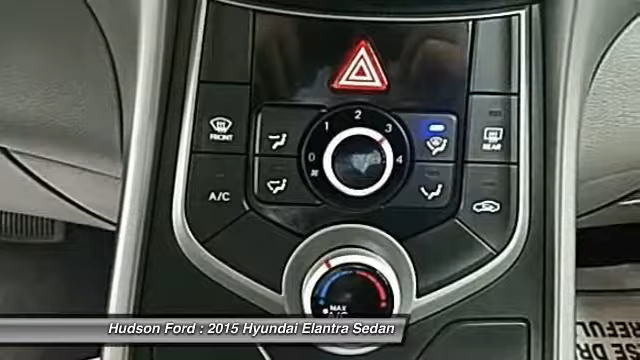 1 2 3
0 4
FRONT
REAR
A/C
MAX
A/C
Hudson Ford : 2015 Hyundai Elantra Sedan